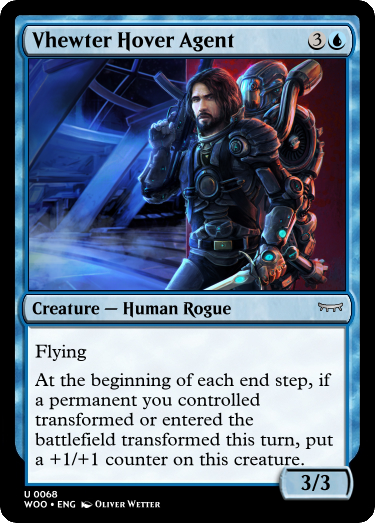 Vhewter Hover Agent 3
Creature — Human Rogue
Flying
At the beginning of each end step, if
a permanent you controlled
transformed or entered the
battlefield transformed this turn, put
a +1/+1 counter on this creature.
3/3
U 0068
WOO • ENG OLIVER WETTER